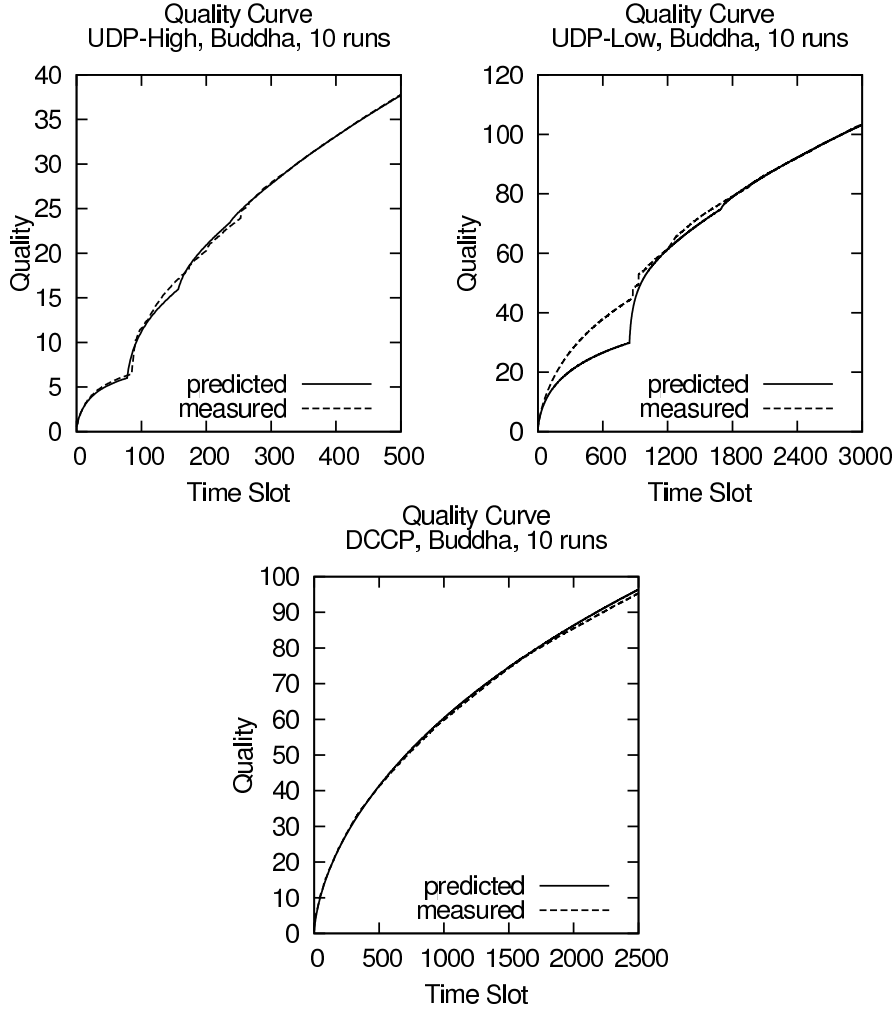 Quality Curve
UDP-High, Buddha, 10 runs
40
35
30
25
20
15
10
5
0
Quality
predicted
measured
0 100 200 300 400 500
Time Slot
Quality Curve
UDP-Low, Buddha, 10 runs
120
100
80
60
40
20
0
Quality
predicted
measured
0 600 1200 1800 2400 3000
Time Slot
Quality Curve
DCCP, Buddha, 10 runs
100
90
80
70
60
50
40
30
20
10
0
Quality
predicted
measured
0 500 1000 1500 2000 2500
Time Slot